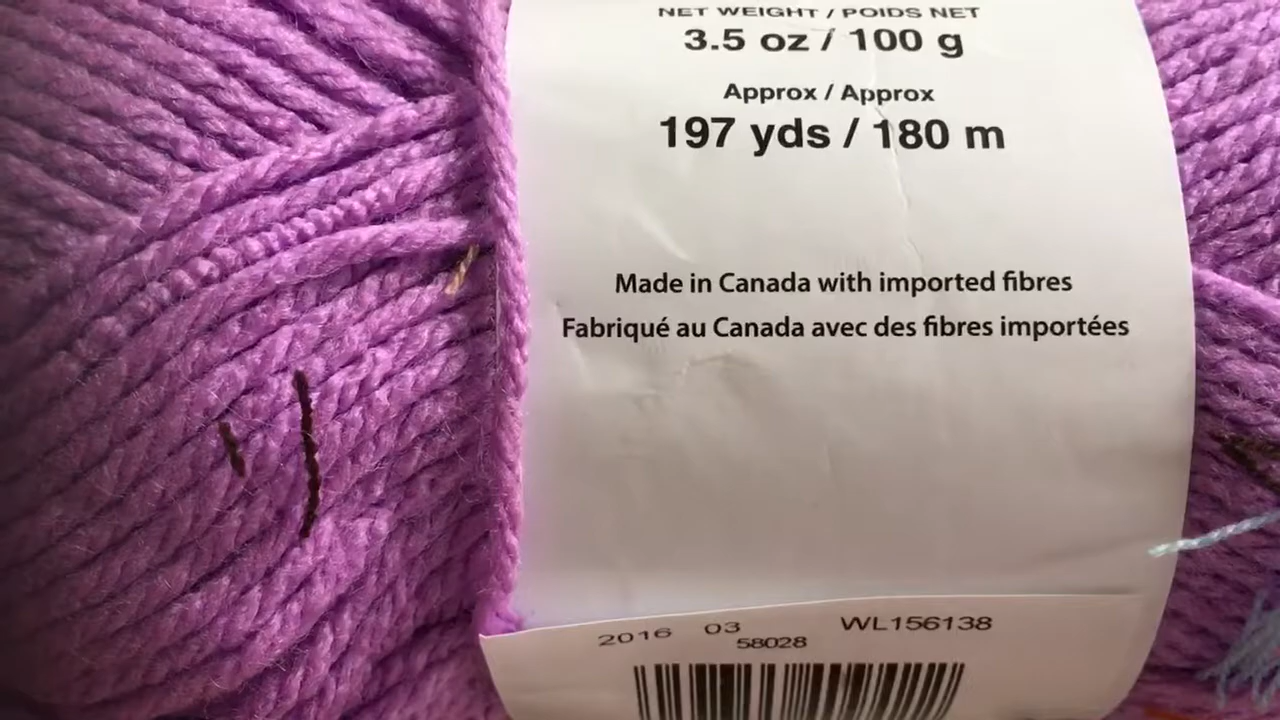 NET WEIGHT / POIDS NET
3.5 oz / 100 g
Approx / Approx
197 yds / 180 m
Made in Canada with imported fibres
Fabriqué au Canada avec des fibres importées
2016 03 WL156138
58028